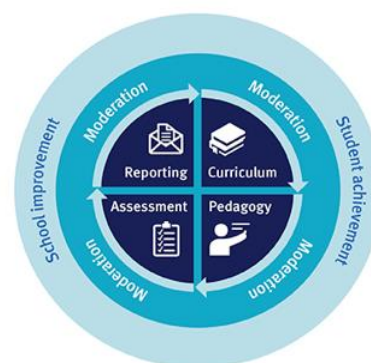 School improvement
Student achievement
Moderation
Moderation
Reporting
Curriculum
Assessment
Pedagogy
Moderation
Moderation